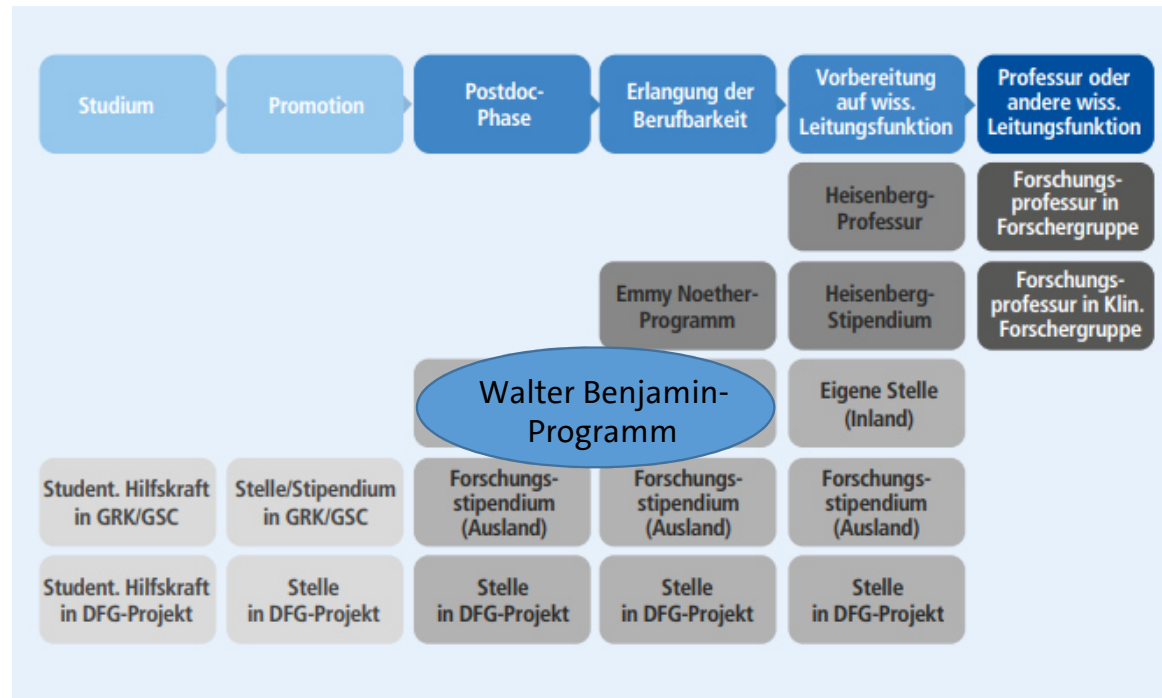 Studium
Promotion
Postdoc-
Phase
Erlangung der
Berufbarkeit
Vorbereitung
auf wiss.
Leitungsfunktion
Professur oder
andere wiss.
Leitungsfunktion
Heisenberg-
Professur
Forschungs-
professur in
Forschergruppe
Emmy Noether-
Programm
Heisenberg-
Stipendium
Forschungs-
professur in Klin.
Forschergruppe
Walter Benjamin-
Programm
Eigene Stelle
(Inland)
Student. Hilfskraft
in GRK/GSC
Stelle/Stipendium
in GRK/GSC
Forschungs-
stipendium
(Ausland)
Forschungs-
stipendium
(Ausland)
Forschungs-
stipendium
(Ausland)
Student. Hilfskraft
in DFG-Projekt
Stelle
in DFG-Projekt
Stelle
in DFG-Projekt
Stelle
in DFG-Projekt
Stelle
in DFG-Projekt